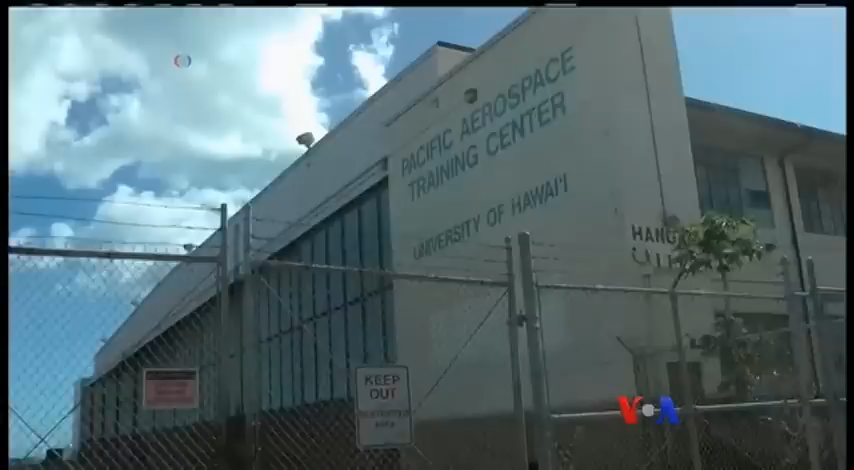 PACIFIC AEROSPACE
TRAINING CENTER
UNIVERSITY OF HAWAI'I
KEEP
OUT
VOA